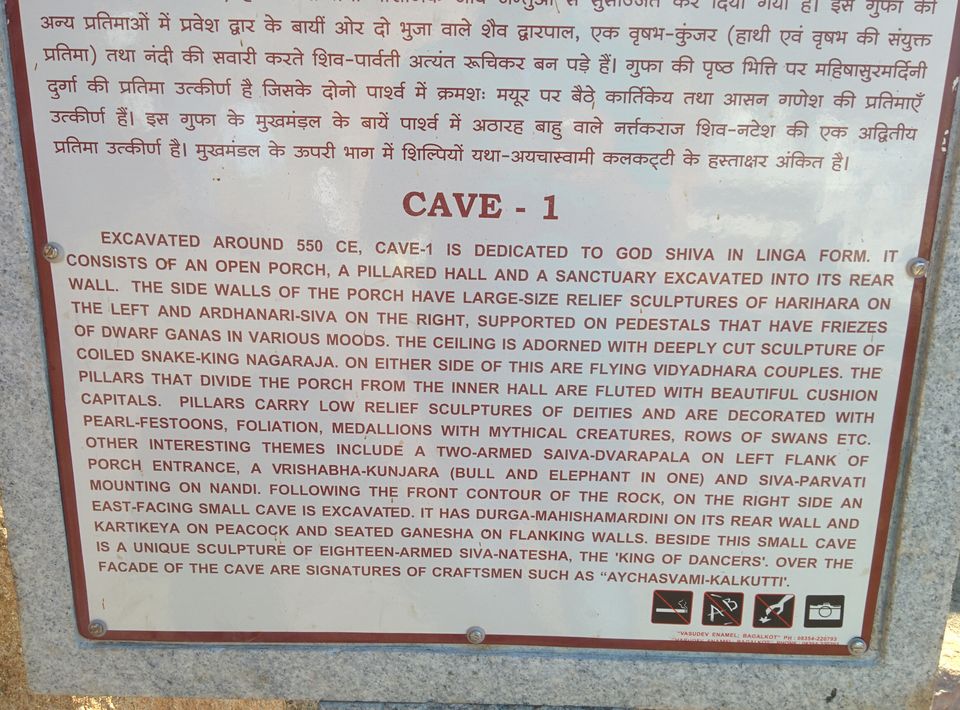 सुसज्जित कर दिया गया है। इस गुफा की
अन्य प्रतिमाओं में प्रवेश द्वार के बायीं ओर दो भुजा वाले शैव द्वारपाल, एक वृषभ-कुंजर (हाथी एवं वृषभ की संयुक्त
प्रतिमा) तथा नंदी की सवारी करते शिव-पार्वती अत्यंत रूचिकर बन पड़े हैं। गुफा की पृष्ठ भित्ति पर महिषासुरमर्दिनी
दुर्गा की प्रतिमा उत्कीर्ण है जिसके दोनो पार्श्व में क्रमशः मयूर पर बैठे कार्तिकेय तथा आसन गणेश की प्रतिमाएँ
उत्कीर्ण हैं। इस गुफा के मुखमंड़ल के बायें पार्श्व में अठारह बाहु वाले नर्त्तकराज शिव-नटेश की एक अद्वितीय
प्रतिमा उत्कीर्ण है। मुखमंडल के ऊपरी भाग में शिल्पियों यथा-अयचास्वामी कलकट्टी के हस्ताक्षर अंकित है।
CAVE - 1
EXCAVATED AROUND 550 CE, CAVE-1 IS DEDICATED TO GOD SHIVA IN LINGA FORM. IT
CONSISTS OF AN OPEN PORCH, A PILLARED HALL AND A SANCTUARY EXCAVATED INTO ITS REAR
WALL. THE SIDE WALLS OF THE PORCH HAVE LARGE-SIZE RELIEF SCULPTURES OF HARIHARA ON
THE LEFT AND ARDHANARI-SIVA ON THE RIGHT, SUPPORTED ON PEDESTALS THAT HAVE FRIEZES
OF DWARF GANAS IN VARIOUS MOODS. THE CEILING IS ADORNED WITH DEEPLY CUT SCULPTURE OF
COILED SNAKE-KING NAGARAJA. ON EITHER SIDE OF THIS ARE FLYING VIDYADHARA COUPLES. THE
PILLARS THAT DIVIDE THE PORCH FROM THE INNER HALL ARE FLUTED WITH BEAUTIFUL CUSHION
CAPITALS. PILLARS CARRY LOW RELIEF SCULPTURES OF DEITIES AND ARE DECORATED WITH
PEARL-FESTOONS, FOLIATION, MEDALLIONS WITH MYTHICAL CREATURES, ROWS OF SWANS ETC.
OTHER INTERESTING THEMES INCLUDE A TWO-ARMED SAIVA-DVARAPALA ON LEFT FLANK OF
PORCH ENTRANCE, A VRISHABHA-KUNJARA (BULL AND ELEPHANT IN ONE) AND SIVA-PARVATI
MOUNTING ON NANDI. FOLLOWING THE FRONT CONTOUR OF THE ROCK, ON THE RIGHT SIDE AN
EAST-FACING SMALL CAVE IS EXCAVATED. IT HAS DURGA-MAHISHAMARDINI ON ITS REAR WALL AND
KARTIKEYA ON PEACOCK AND SEATED GANESHA ON FLANKING WALLS. BESIDE THIS SMALL CAVE
IS A UNIQUE SCULPTURE OF EIGHTEEN-ARMED SIVA-NATESHA, THE 'KING OF DANCERS'. OVER THE
FACADE OF THE CAVE ARE SIGNATURES OF CRAFTSMEN SUCH AS “AYCHASVAMI-KALKUTTI'.
AB
"VASUDEV ENAMEL: BAGALKOT" PH : 08354-220793